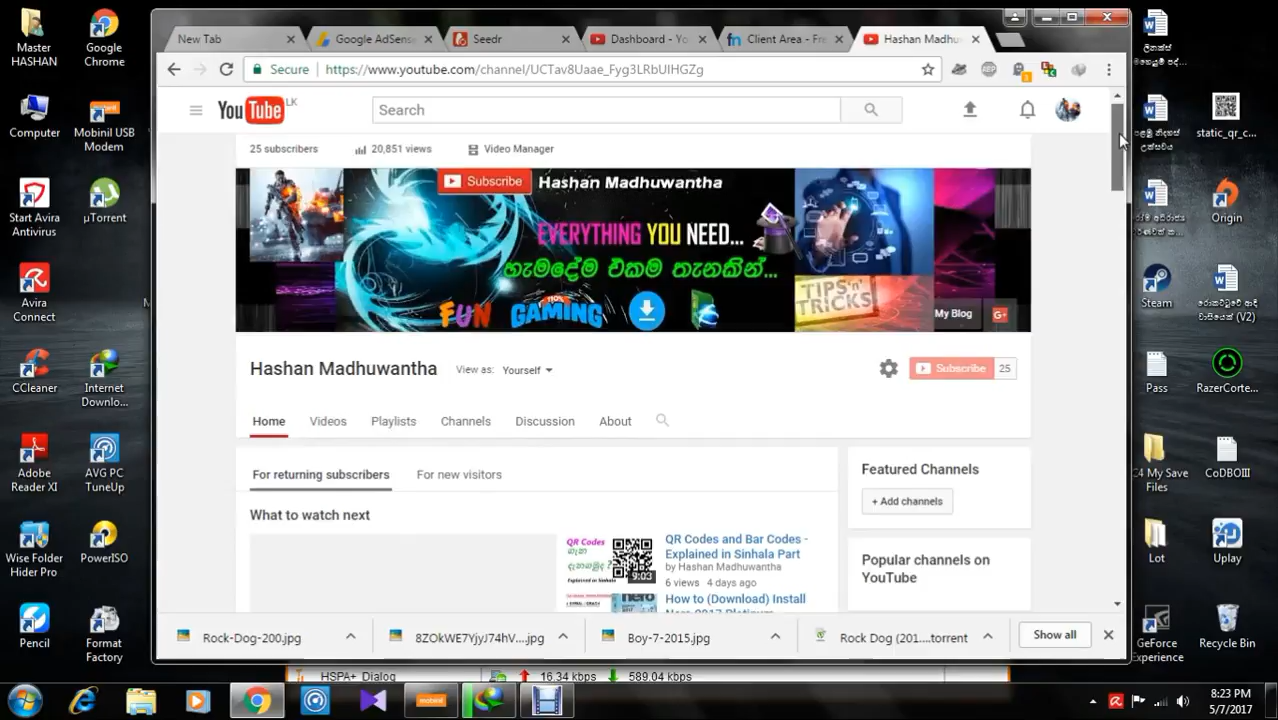 Master
HASHAN
Google
Chrome
Computer
Mobinil USB
Modem
Start Avira
Antivirus
µTorrent
Avira
Connect
CCleaner
Internet
Downlo...
Adobe
Reader XI
AVG PC
TuneUp
Wise Folder
Hider Pro
PowerISO
Pencil
Format
Factory
New Tab
Google AdSens
Seedr
Dashboard - Yo
Client Area - Fr
Hashan Madhu
Secure
https://www.youtube.com/channel/UCTav8Uaae_Fyg3LRbUIHGZg
YouTube LK
Search
25 subscribers
20,851 views
Video Manager
Subscribe
Hashan Madhuwantha
EVERYTHING YOU NEED...
හැමදේම එකම තැනකින්...
FUN
GAMING
TIPS'n'
TRICKS
My Blog
G+
Hashan Madhuwantha
View as: Yourself
Subscribe 25
Home
Videos
Playlists
Channels
Discussion
About
For returning subscribers
For new visitors
What to watch next
QR Codes
9:03
Explained in Sinhala
QR Codes and Bar Codes -
Explained in Sinhala Part
by Hashan Madhuwantha
6 views 4 days ago
How to (Download) Install
Featured Channels
+ Add channels
Popular channels on
YouTube
Rock-Dog-200.jpg
8ZOkWE7YjyJ74hV....jpg
Boy-7-2015.jpg
Rock Dog (201....torrent
Show all
HSPA+ Dialog
16.34 kbps
589.04 kbps
static_qr_c...
Origin
Steam
(V2)
Pass
RazerCorte...
C4 My Save
Files
CoDBOIII
Lot
Uplay
GeForce
Experience
Recycle Bin
mobinil
8:23 PM
5/7/2017